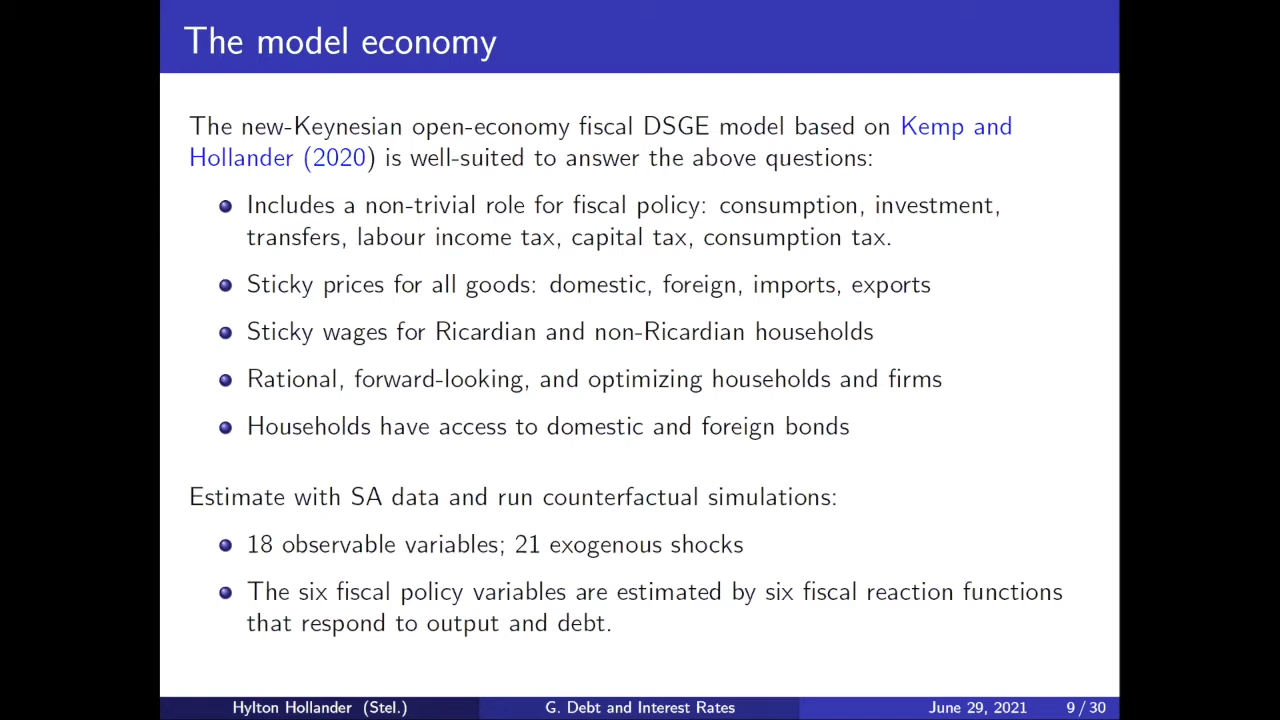 The model economy
The new-Keynesian open-economy fiscal DSGE model based on Kemp and
Hollander (2020) is well-suited to answer the above questions:
Includes a non-trivial role for fiscal policy: consumption, investment,
transfers, labour income tax, capital tax, consumption tax.
Sticky prices for all goods: domestic, foreign, imports, exports
Sticky wages for Ricardian and non-Ricardian households
Rational, forward-looking, and optimizing households and firms
Households have access to domestic and foreign bonds
Estimate with SA data and run counterfactual simulations:
18 observable variables; 21 exogenous shocks
The six fiscal policy variables are estimated by six fiscal reaction functions
that respond to output and debt.
Hylton Hollander (Stel.) G. Debt and Interest Rates June 29, 2021 9 / 30